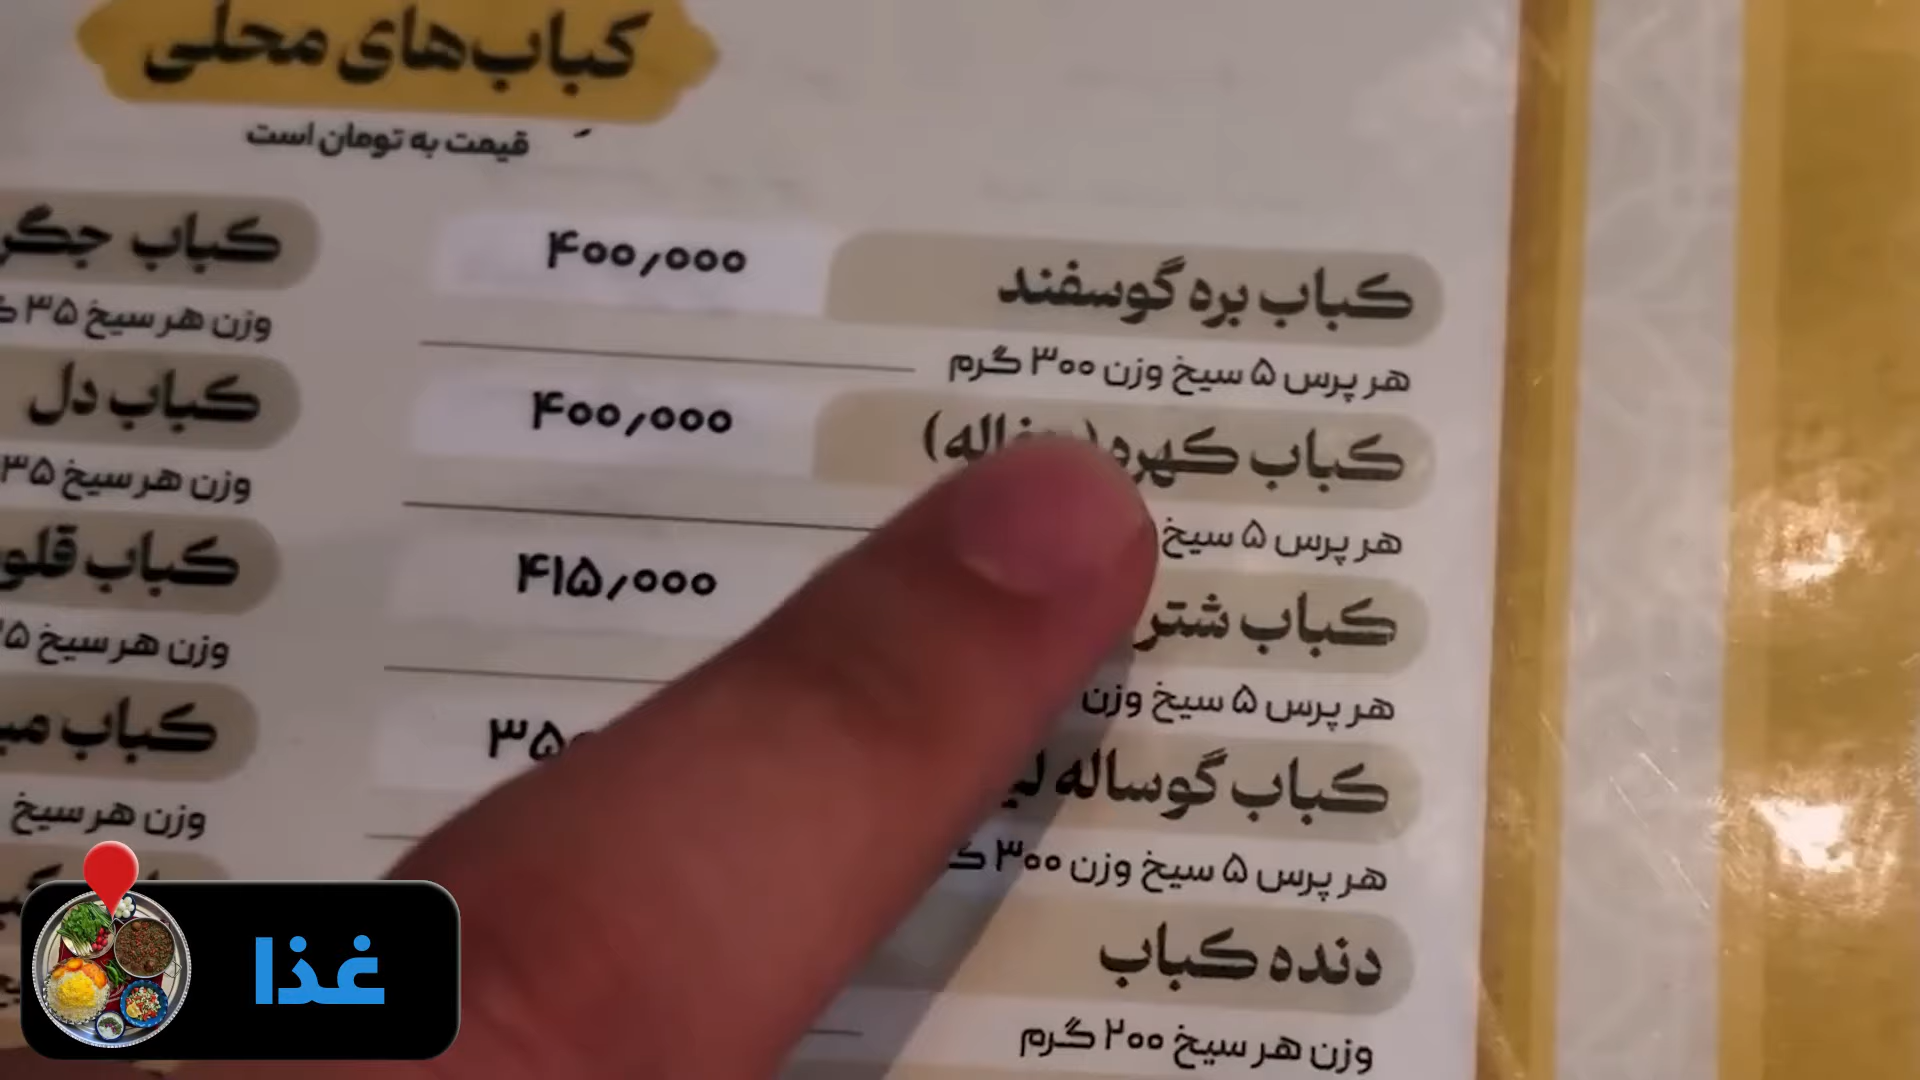 کباب‌های محلی
قیمت به تومان است
کباب بره گوسفند ۴۰۰٫۰۰۰
هر پرس ۵ سیخ وزن ۳۰۰ گرم
کباب کهره ۴۰۰٫۰۰۰
هر پرس ۵ سیخ
کباب شتر ۴۱۵٫۰۰۰
هر پرس ۵ سیخ وزن
کباب گوساله
هر پرس ۵ سیخ وزن ۳۰۰
دنده کباب
وزن هر سیخ ۲۰۰ گرم
کباب جگر
وزن هر سیخ ۳۵
کباب دل
وزن هر سیخ ۳۵
کباب
وزن هر سیخ
کباب
وزن هر سیخ
غذا